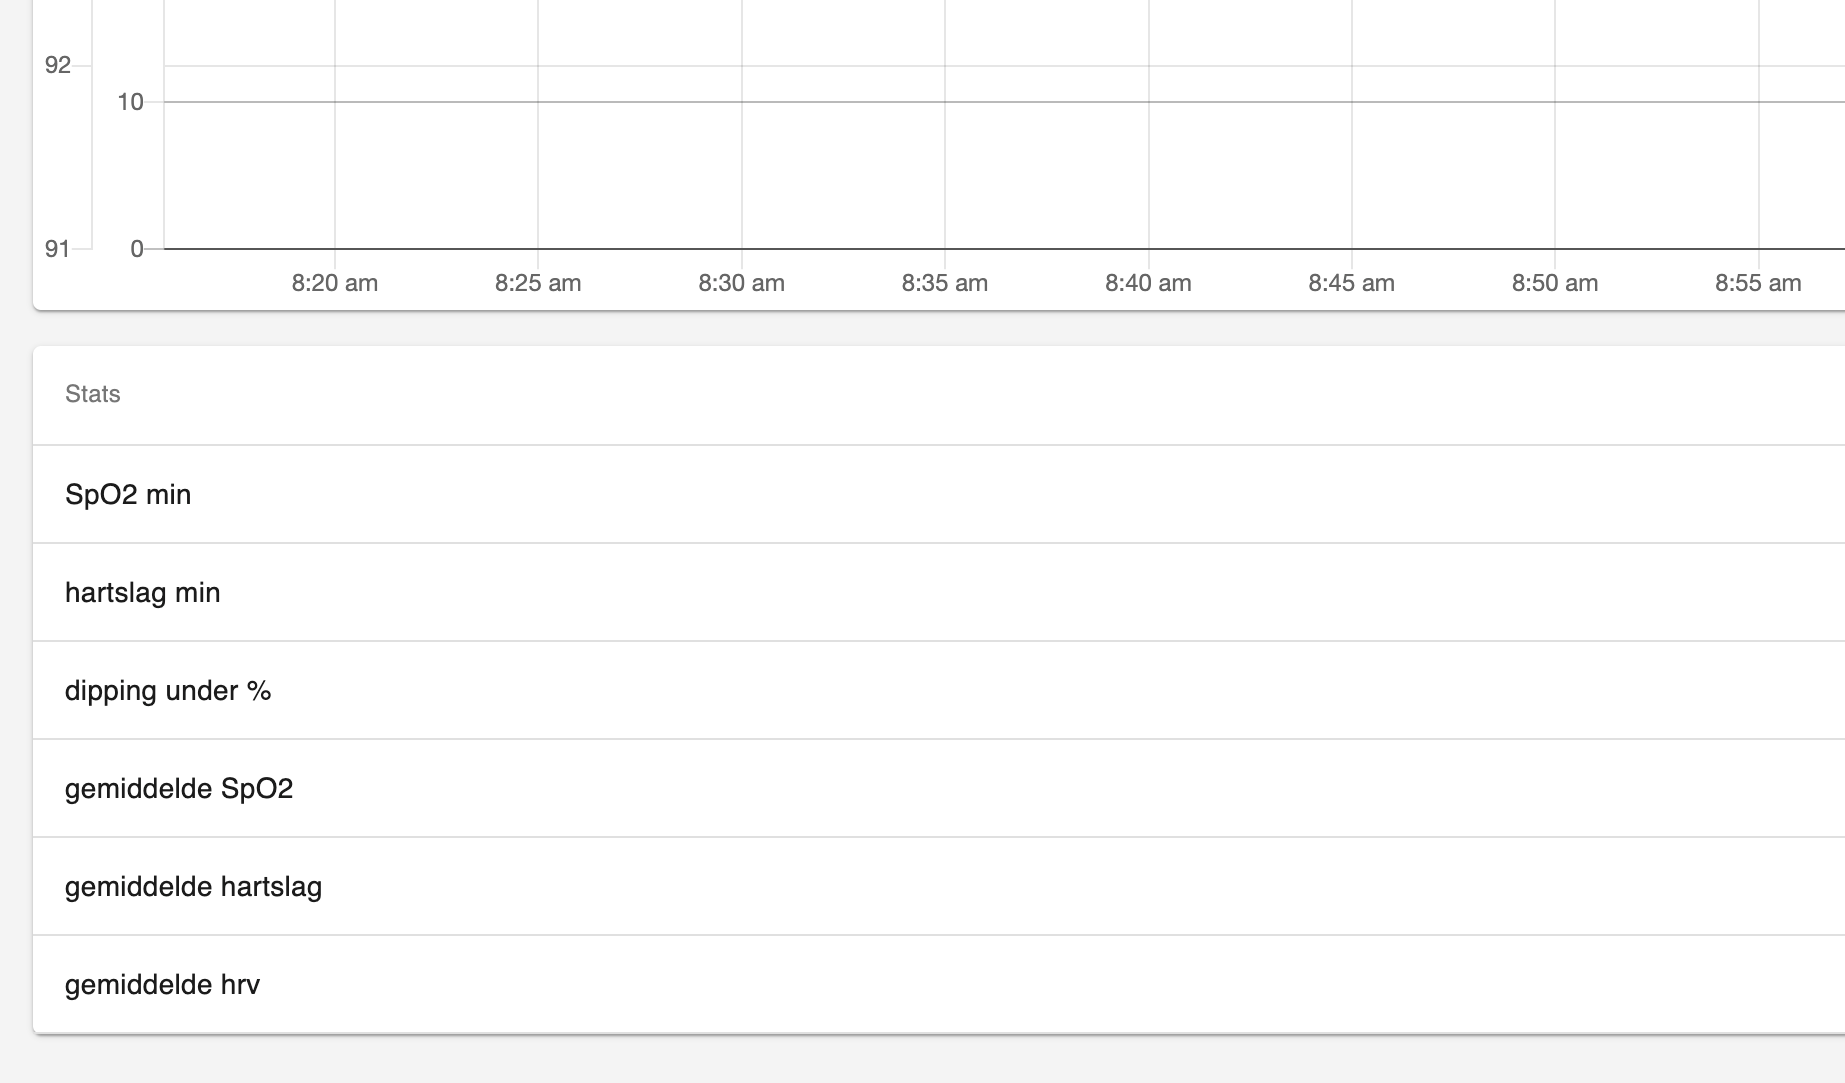 92
10
91
0
8:20 am 8:25 am 8:30 am 8:35 am 8:40 am 8:45 am 8:50 am 8:55 am
Stats
SpO2 min
hartslag min
dipping under %
gemiddelde SpO2
gemiddelde hartslag
gemiddelde hrv